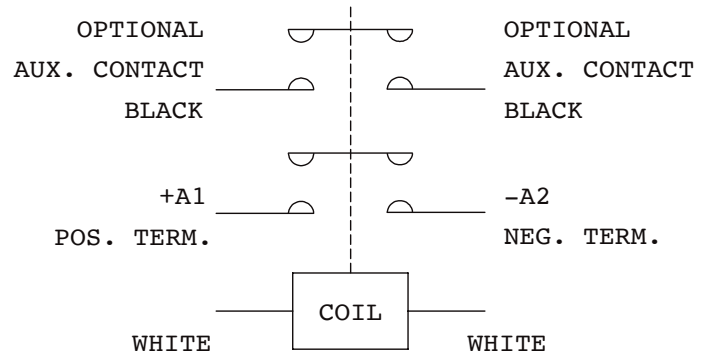 OPTIONAL
AUX. CONTACT
BLACK
OPTIONAL
AUX. CONTACT
BLACK
+A1
POS. TERM.
-A2
NEG. TERM.
COIL
WHITE
WHITE